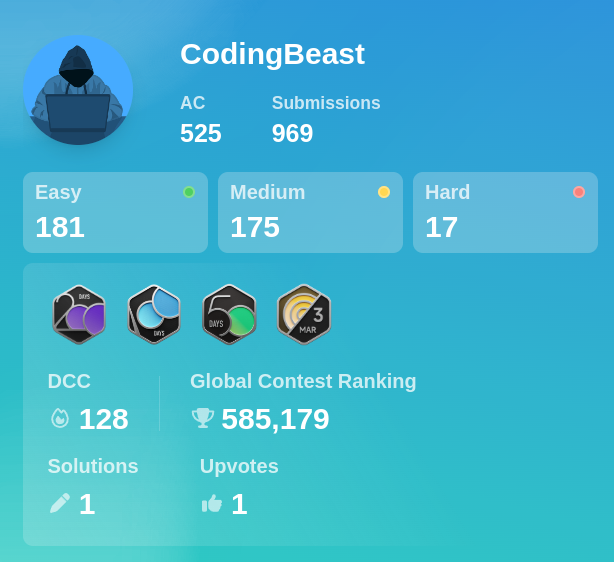 CodingBeast
AC Submissions
525 969
Easy Medium Hard
181 175 17
DAYS DAYS DAYS 3 MAR
DCC Global Contest Ranking
128 585,179
Solutions Upvotes
1 1